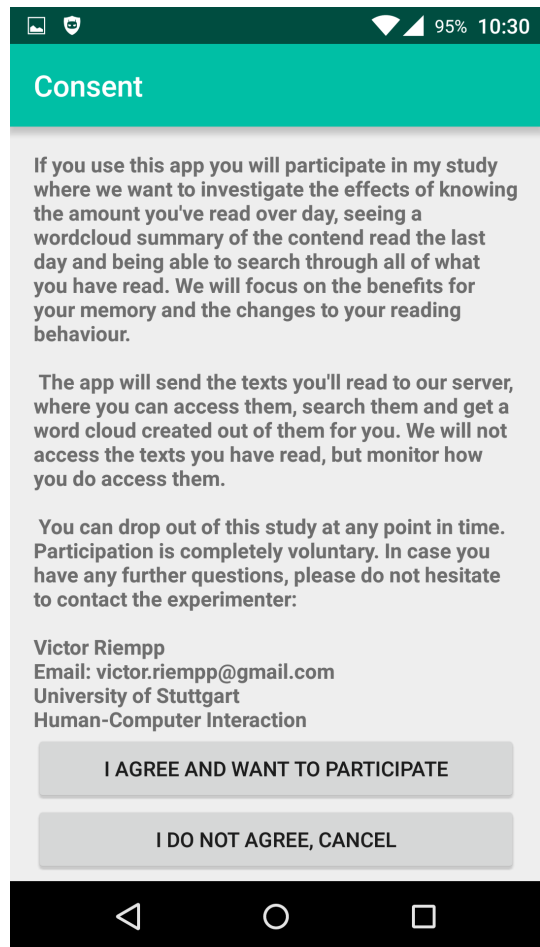 95% 10:30
Consent
If you use this app you will participate in my study
where we want to investigate the effects of knowing
the amount you've read over day, seeing a
wordcloud summary of the contend read the last
day and being able to search through all of what
you have read. We will focus on the benefits for
your memory and the changes to your reading
behaviour.
The app will send the texts you'll read to our server,
where you can access them, search them and get a
word cloud created out of them for you. We will not
access the texts you have read, but monitor how
you do access them.
You can drop out of this study at any point in time.
Participation is completely voluntary. In case you
have any further questions, please do not hesitate
to contact the experimenter:
Victor Riempp
Email: victor.riempp@gmail.com
University of Stuttgart
Human-Computer Interaction
I AGREE AND WANT TO PARTICIPATE
I DO NOT AGREE, CANCEL